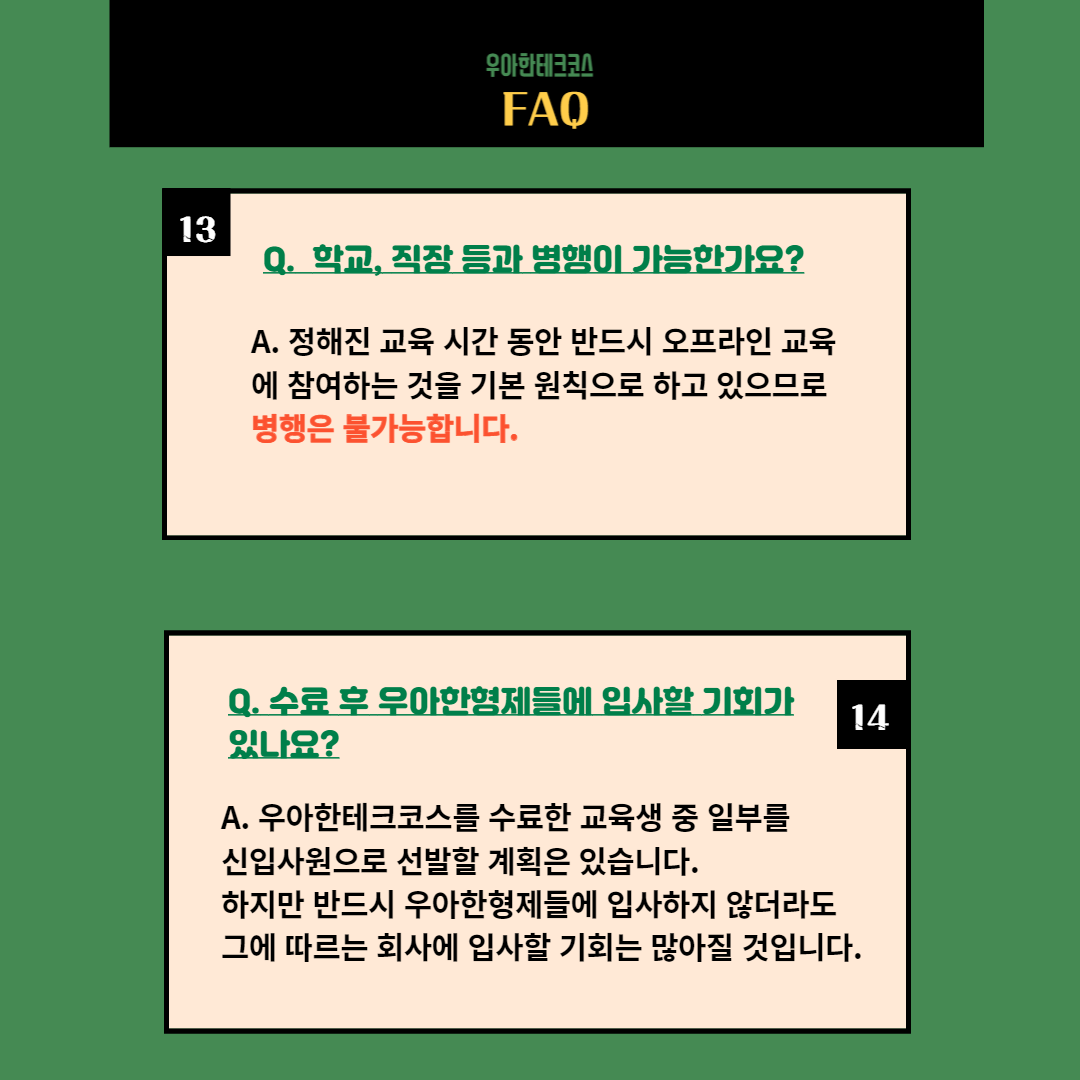 우아한테크코스
FAQ
13
Q. 학교, 직장 등과 병행이 가능한가요?
A. 정해진 교육 시간 동안 반드시 오프라인 교육
에 참여하는 것을 기본 원칙으로 하고 있으므로
병행은 불가능합니다.
14
Q. 수료 후 우아한형제들에 입사할 기회가
있나요?
A. 우아한테크코스를 수료한 교육생 중 일부를
신입사원으로 선발할 계획은 있습니다.
하지만 반드시 우아한형제들에 입사하지 않더라도
그에 따르는 회사에 입사할 기회는 많아질 것입니다.